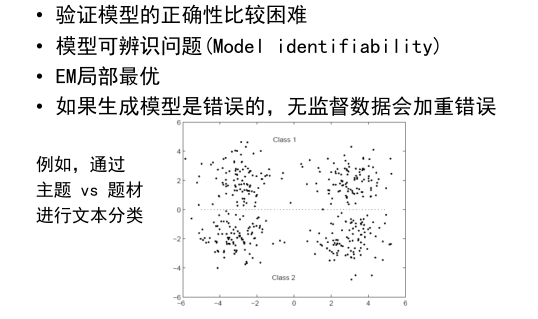 • 验证模型的正确性比较困难
• 模型可辨识问题(Model identifiability)
• EM局部最优
• 如果生成模型是错误的，无监督数据会加重错误
例如，通过
主题 vs 题材
进行文本分类
6
Class 1
4
2
0
−2
−4
Class 2
−6
−6 −4 −2 0 2 4 6